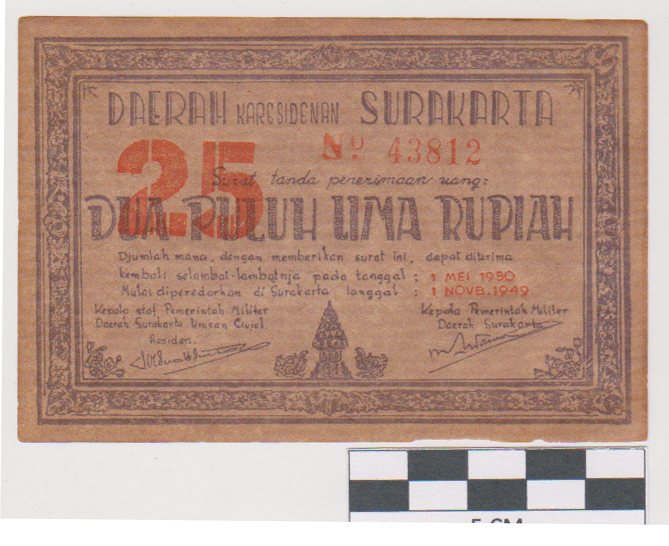 DAERAH KARESIDENAN SURAKARTA
25
No 43812
Surat tanda penerimaan uang:
DUA PULUH LIMA RUPIAH
Djumlah mana, dengan memberikan surat ini, dapat diterima
kembali selambat-lambatnja pada tanggal : 1 MEI 1950
Mulai diperedarkan di Surakarta tanggal : 1 NOVB. 1949
Kepala staf Pemerintah Militer
Daerah Surakarta Urusan Civiel.
Residen.
Kepala Pemerintah Militer
Daerah Surakarta
5 CM